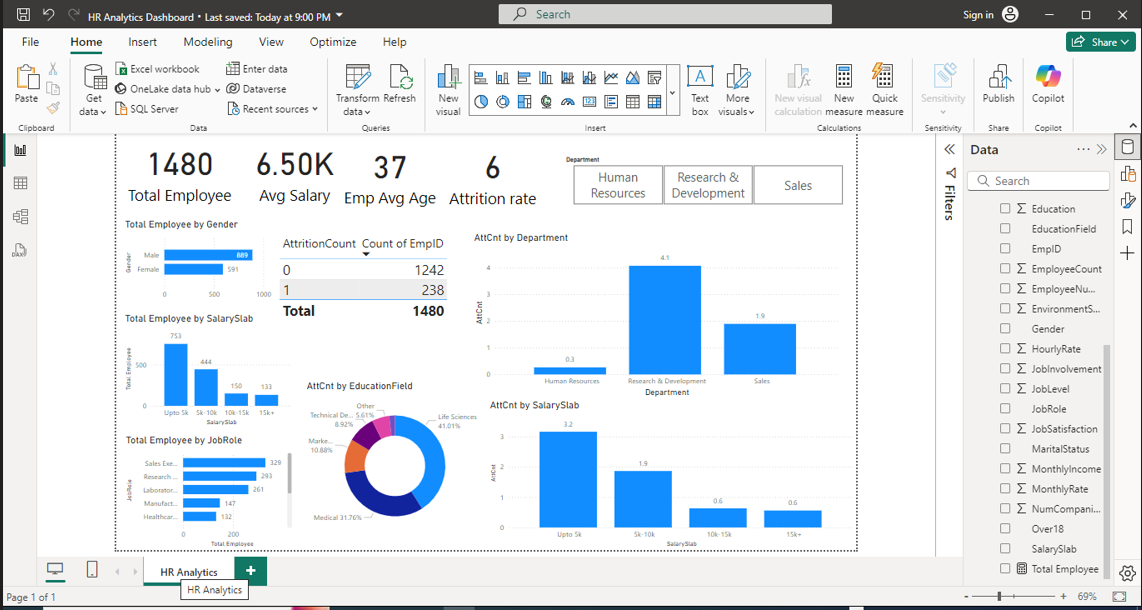 HR Analytics Dashboard • Last saved: Today at 9:00 PM
Search
Sign in
File Home Insert Modeling View Optimize Help
Share
Paste
Get data
Excel workbook
OneLake data hub
SQL Server
Enter data
Dataverse
Recent sources
Transform data
Refresh
New visual
Text box
More visuals
New visual calculation
New measure
Quick measure
Sensitivity
Publish
Copilot
Clipboard
Data
Queries
Insert
Calculations
Sensitivity
Share
Copilot
1480
Total Employee
6.50K
Avg Salary
37
Emp Avg Age
6
Attrition rate
Department
Human Resources
Research & Development
Sales
Total Employee by Gender
Gender
Male 889
Female 591
0 500 1000
AttritionCount Count of EmpID
0 1242
1 238
Total 1480
Total Employee by SalarySlab
Total Employee
500
0
753
444
150
133
Upto 5k 5k-10k 10k-15k 15k+
SalarySlab
Total Employee by JobRole
JobRole
Sales Exe... 329
Research ... 293
Laborator... 261
Manufact... 147
Healthcar... 132
0 200
Total Employee
AttCnt by EducationField
Other 5.61%
Technical De... 8.92%
Marke... 10.88%
Medical 31.76%
Life Sciences 41.01%
AttCnt by Department
AttCnt
4
3
2
1
0
0.3
4.1
1.9
Human Resources Research & Development Sales
Department
AttCnt by SalarySlab
AttCnt
3
2
1
0
3.2
1.9
0.6
0.6
Upto 5k 5k-10k 10k-15k 15k+
SalarySlab
Filters
Data
Search
Education
EducationField
EmpID
EmployeeCount
EmployeeNu...
EnvironmentS...
Gender
HourlyRate
JobInvolvement
JobLevel
JobRole
JobSatisfaction
MaritalStatus
MonthlyIncome
MonthlyRate
NumCompani...
Over18
SalarySlab
Total Employee
HR Analytics
HR Analytics
Page 1 of 1
69%